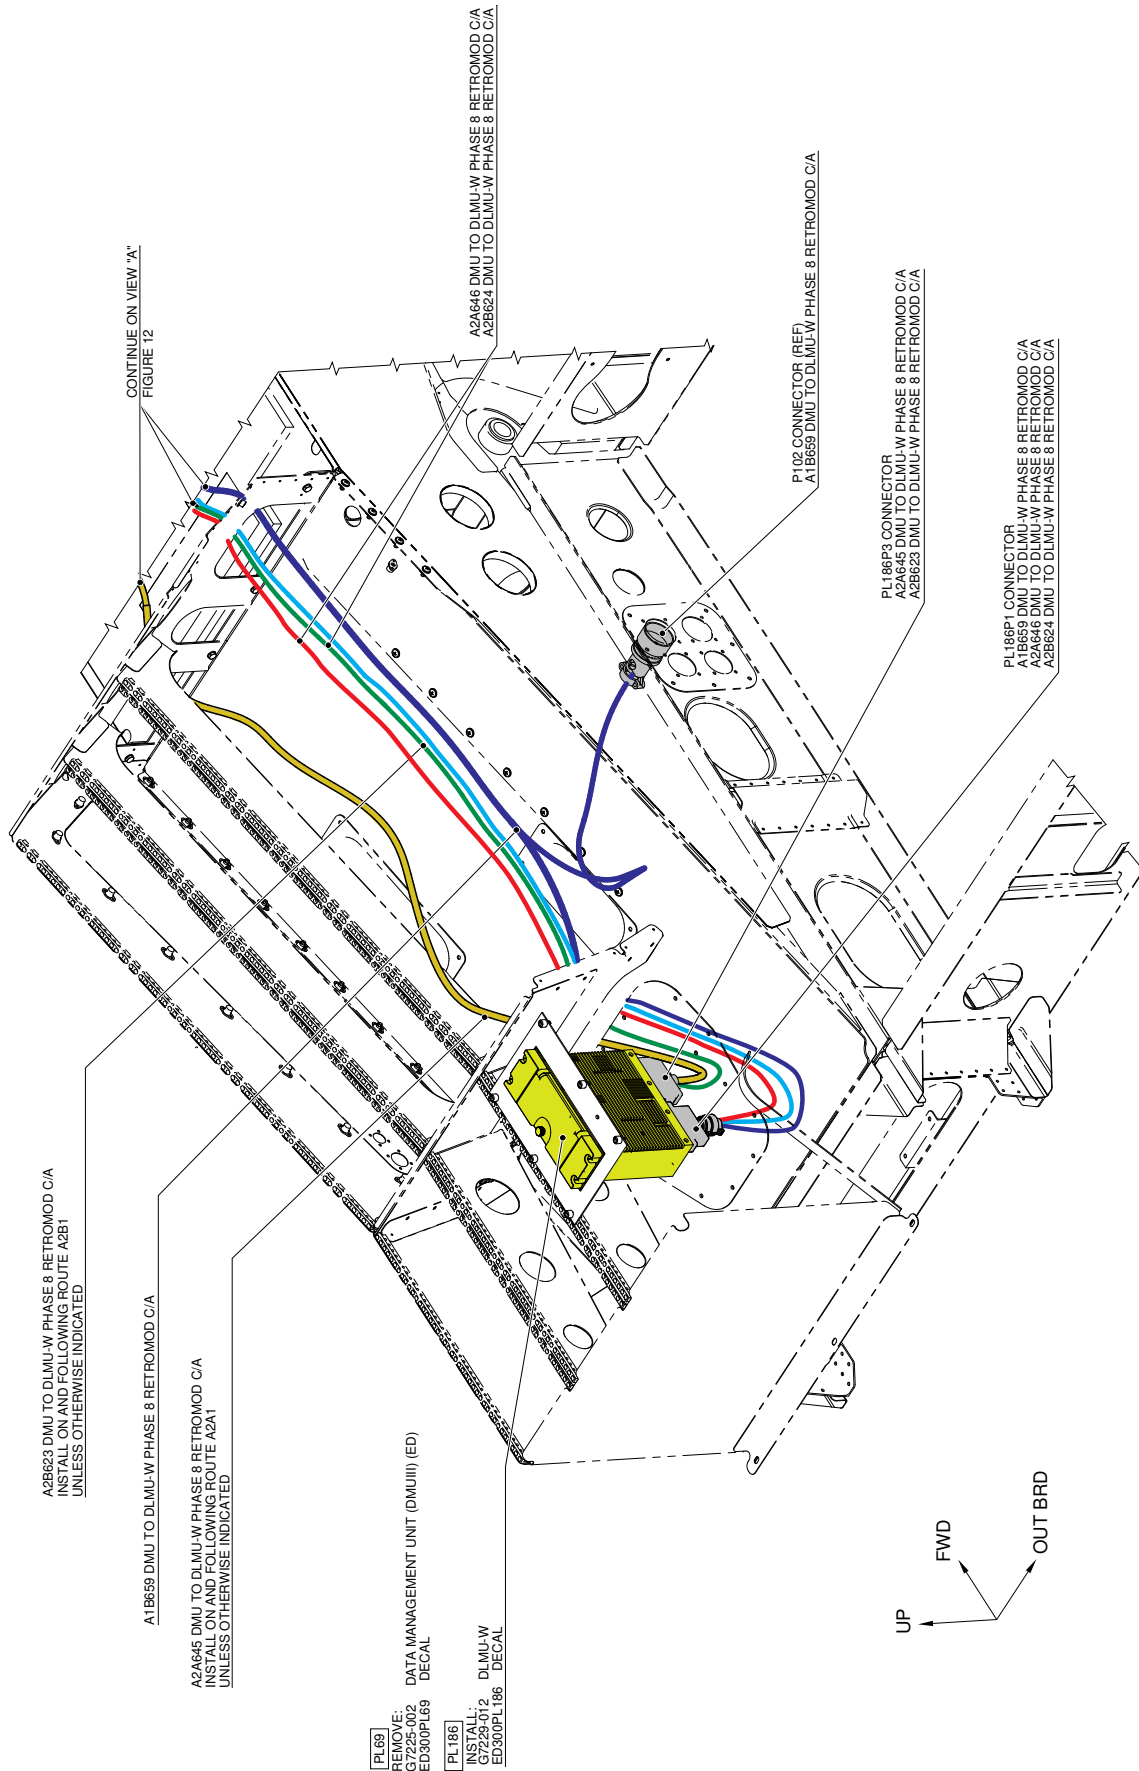 CONTINUE ON VIEW "A"
FIGURE 12
A2A646 DMU TO DLMU-W PHASE 8 RETROMOD C/A
A2B624 DMU TO DLMU-W PHASE 8 RETROMOD C/A
P102 CONNECTOR (REF)
A1B659 DMU TO DLMU-W PHASE 8 RETROMOD C/A
PL186P3 CONNECTOR
A2A645 DMU TO DLMU-W PHASE 8 RETROMOD C/A
A2B623 DMU TO DLMU-W PHASE 8 RETROMOD C/A
PL186P1 CONNECTOR
A1B659 DMU TO DLMU-W PHASE 8 RETROMOD C/A
A2A646 DMU TO DLMU-W PHASE 8 RETROMOD C/A
A2B624 DMU TO DLMU-W PHASE 8 RETROMOD C/A
A2B623 DMU TO DLMU-W PHASE 8 RETROMOD C/A
INSTALL ON AND FOLLOWING ROUTE A2B1
UNLESS OTHERWISE INDICATED
A1B659 DMU TO DLMU-W PHASE 8 RETROMOD C/A
A2A645 DMU TO DLMU-W PHASE 8 RETROMOD C/A
INSTALL ON AND FOLLOWING ROUTE A2A1
UNLESS OTHERWISE INDICATED
PL69
REMOVE:
G7225-002 DATA MANAGEMENT UNIT (DMUIII) (ED)
ED300PL69 DECAL
PL186
INSTALL:
G7229-012 DLMU-W
ED300PL186 DECAL
UP
FWD
OUT BRD